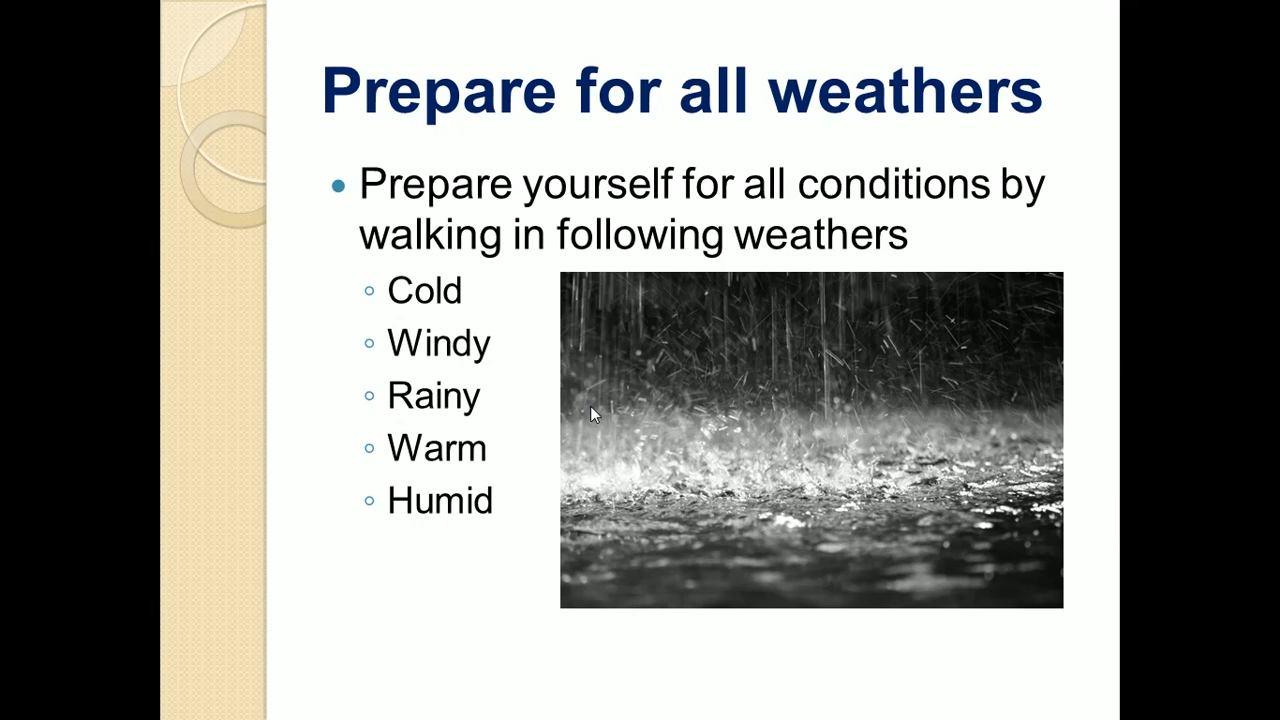 Prepare for all weathers
Prepare yourself for all conditions by
walking in following weathers
Cold
Windy
Rainy
Warm
Humid